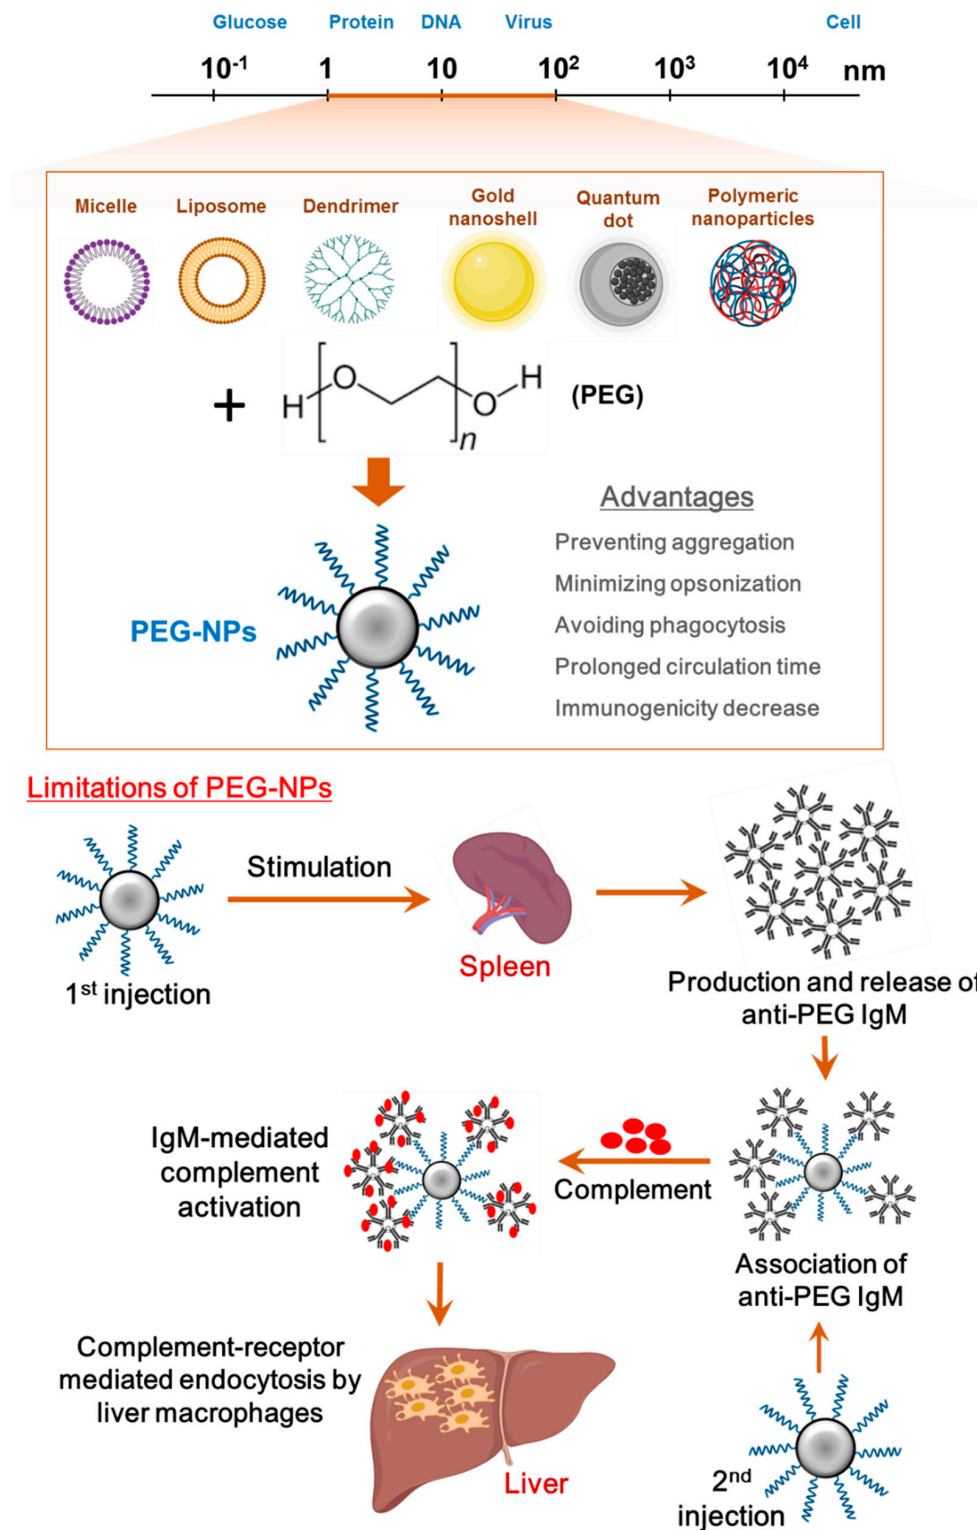 Glucose Protein DNA Virus Cell
10-1 1 10 10² 10³ 10⁴ nm
Micelle Liposome Dendrimer Gold nanoshell Quantum dot Polymeric nanoparticles
+ H [ O ] n O H (PEG)
Advantages
Preventing aggregation
Minimizing opsonization
Avoiding phagocytosis
Prolonged circulation time
Immunogenicity decrease
PEG-NPs
Limitations of PEG-NPs
Stimulation
1st injection
Spleen
Production and release of
anti-PEG IgM
IgM-mediated
complement
activation
Complement
Association of
anti-PEG IgM
Complement-receptor
mediated endocytosis by
liver macrophages
Liver
2nd
injection